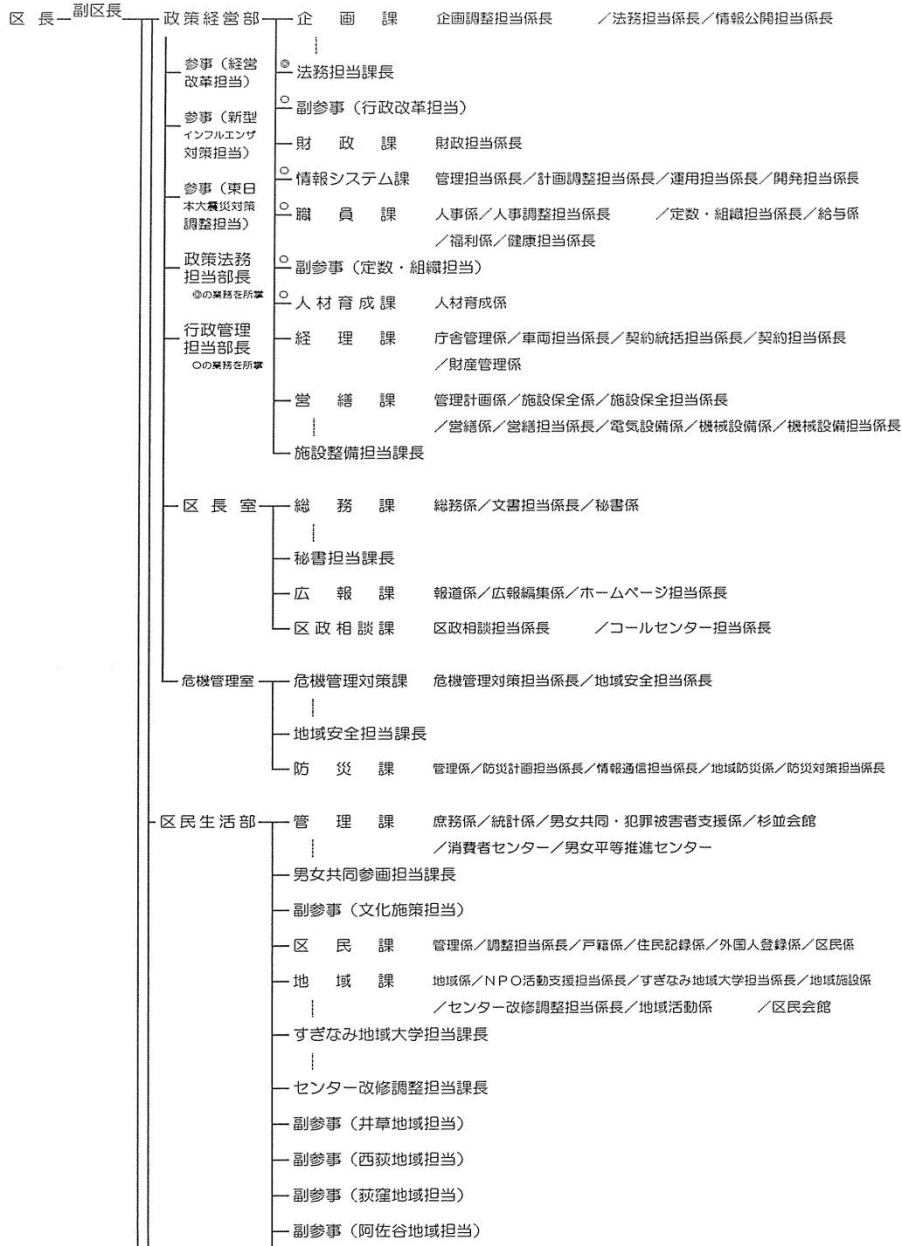 区長 副区長 政策経営部 企画課 企画調整担当係長 /法務担当係長/情報公開担当係長
参事（経営改革担当）
◎法務担当課長
○副参事（行政改革担当）
参事（新型インフルエンザ対策担当）
財政課 財政担当係長
○情報システム課 管理担当係長/計画調整担当係長/運用担当係長/開発担当係長
参事（東日本大震災対策調整担当）
○職員課 人事係/人事調整担当係長 /定数・組織担当係長/給与係
/福利係/健康担当係長
政策法務担当部長
◎の業務を所掌
○副参事（定数・組織担当）
○人材育成課 人材育成係
行政管理担当部長
○の業務を所掌
経理課 庁舎管理係/車両担当係長/契約統括担当係長/契約担当係長
/財産管理係
営繕課 管理計画係/施設保全係/施設保全担当係長
/営繕係/営繕担当係長/電気設備係/機械設備係/機械設備担当係長
施設整備担当課長
区長室 総務課 総務係/文書担当係長/秘書係
秘書担当課長
広報課 報道係/広報編集係/ホームページ担当係長
区政相談課 区政相談担当係長 /コールセンター担当係長
危機管理室 危機管理対策課 危機管理対策担当係長/地域安全担当係長
地域安全担当課長
防災課 管理係/防災計画担当係長/情報通信担当係長/地域防災係/防災対策担当係長
区民生活部 管理課 庶務係/統計係/男女共同・犯罪被害者支援係/杉並会館
/消費者センター/男女平等推進センター
男女共同参画担当課長
副参事（文化施策担当）
区民課 管理係/調整担当係長/戸籍係/住民記録係/外国人登録係/区民係
地域課 地域係/NPO活動支援担当係長/すぎなみ地域大学担当係長/地域施設係
/センター改修調整担当係長/地域活動係 /区民会館
すぎなみ地域大学担当課長
センター改修調整担当課長
副参事（井草地域担当）
副参事（西荻地域担当）
副参事（荻窪地域担当）
副参事（阿佐谷地域担当）